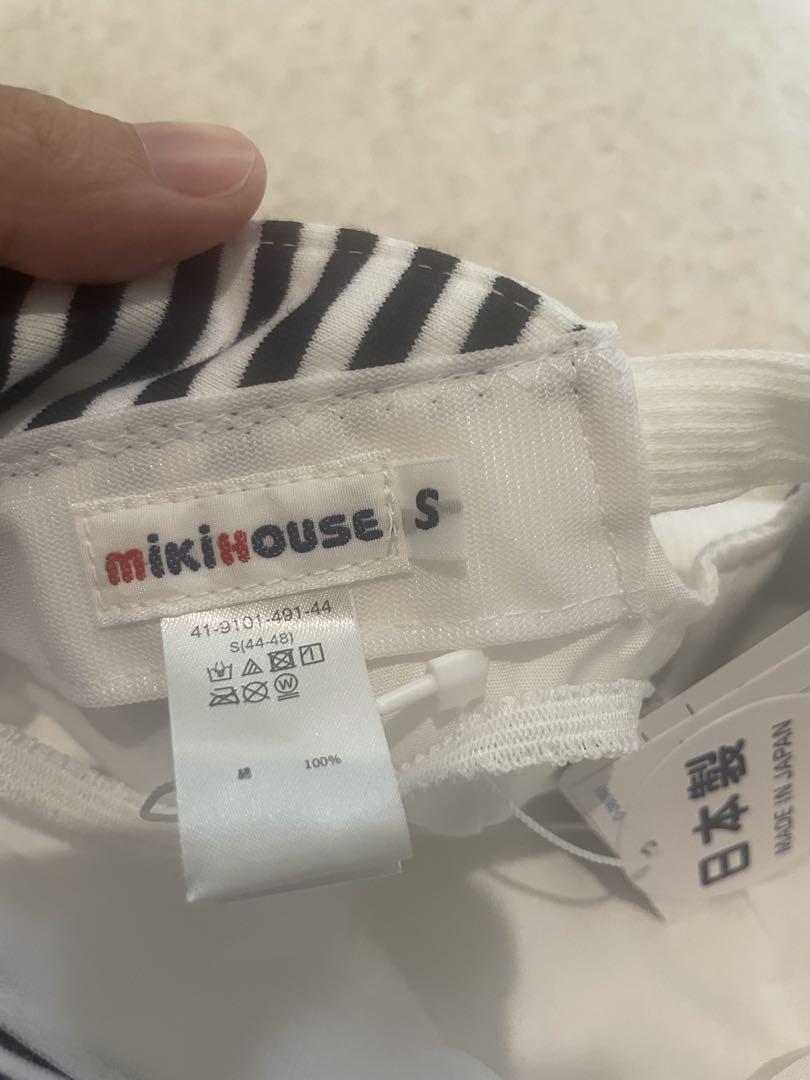 mikiHOUSE
S
41-9101-491-44
S(44-48)
W
綿 100%
日本製
MADE IN JAPAN